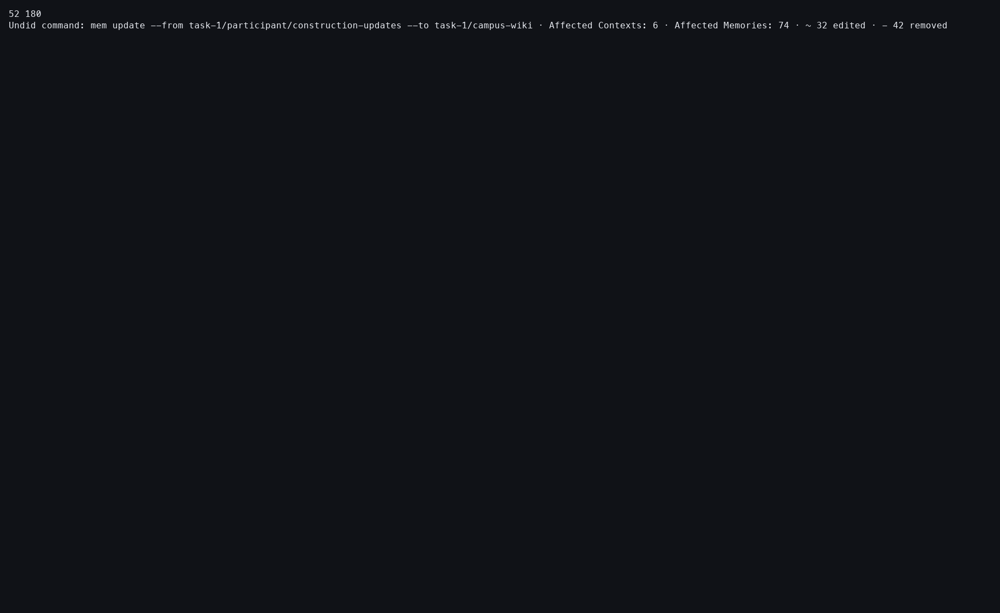 52 180
Undid command: mem update --from task-1/participant/construction-updates --to task-1/campus-wiki · Affected Contexts: 6 · Affected Memories: 74 · ~ 32 edited · − 42 removed